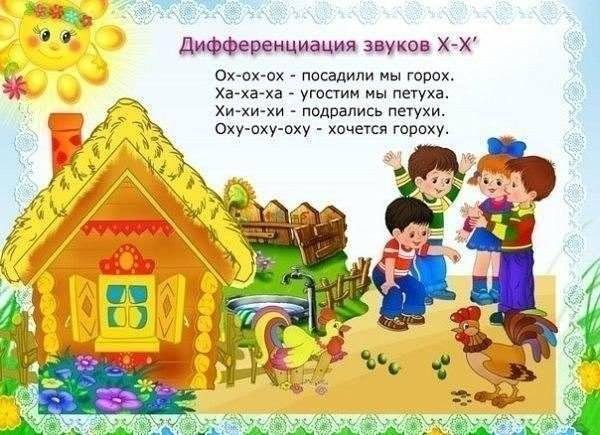 Дифференциация звуков Х-Х’
Ох-ох-ох - посадили мы горох.
Ха-ха-ха - угостим мы петуха.
Хи-хи-хи - подрались петухи.
Оху-оху-оху - хочется гороху.